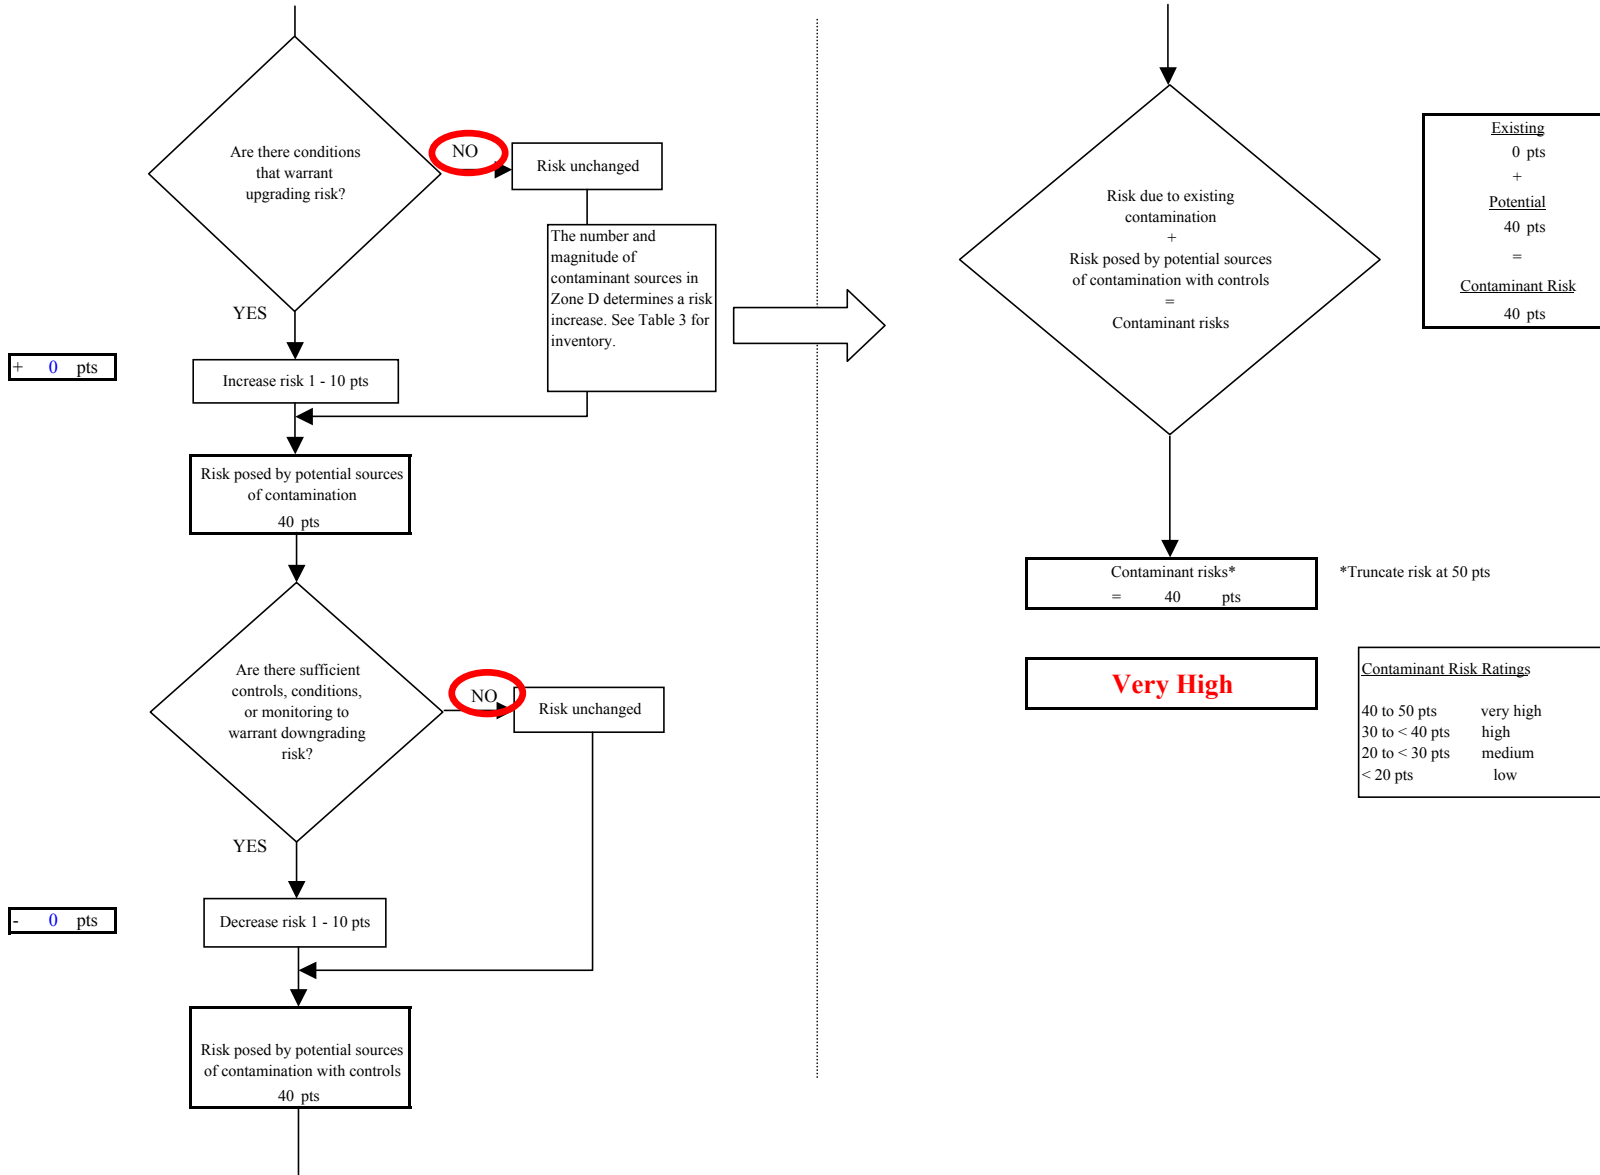 Are there conditions
that warrant
upgrading risk?
NO
Risk unchanged
The number and
magnitude of
contaminant sources in
Zone D determines a risk
increase. See Table 3 for
inventory.
YES
+ 0 pts
Increase risk 1 - 10 pts
Risk posed by potential sources
of contamination
40 pts
Are there sufficient
controls, conditions,
or monitoring to
warrant downgrading
risk?
NO
Risk unchanged
YES
- 0 pts
Decrease risk 1 - 10 pts
Risk posed by potential sources
of contamination with controls
40 pts
Risk due to existing
contamination
+
Risk posed by potential sources
of contamination with controls
=
Contaminant risks
Existing
0 pts
+
Potential
40 pts
=
Contaminant Risk
40 pts
Contaminant risks*
= 40 pts
*Truncate risk at 50 pts
Very High
Contaminant Risk Ratings
40 to 50 pts very high
30 to < 40 pts high
20 to < 30 pts medium
< 20 pts low